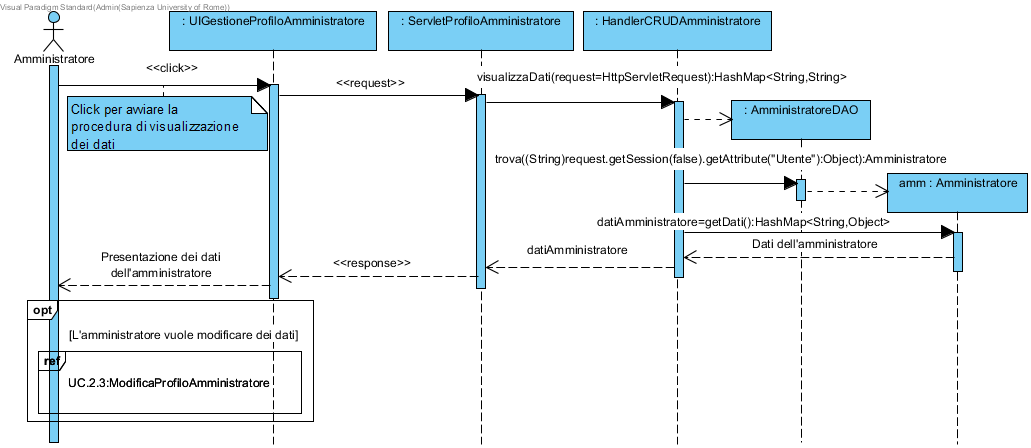 Visual Paradigm Standard(Admin(Sapienza University of Rome))
: UIGestioneProfiloAmministratore
: ServletProfiloAmministratore
: HandlerCRUDAmministratore
Amministratore
<<click>>
<<request>>
visualizzaDati(request=HttpServletRequest):HashMap<String,String>
Click per avviare la
procedura di visualizzazione
dei dati
: AmministratoreDAO
trova((String)request.getSession(false).getAttribute("Utente"):Object):Amministratore
amm : Amministratore
datiAmministratore=getDati():HashMap<String,Object>
Dati dell'amministratore
datiAmministratore
<<response>>
Presentazione dei dati
dell'amministratore
opt
[L'amministratore vuole modificare dei dati]
ref
UC.2.3:ModificaProfiloAmministratore